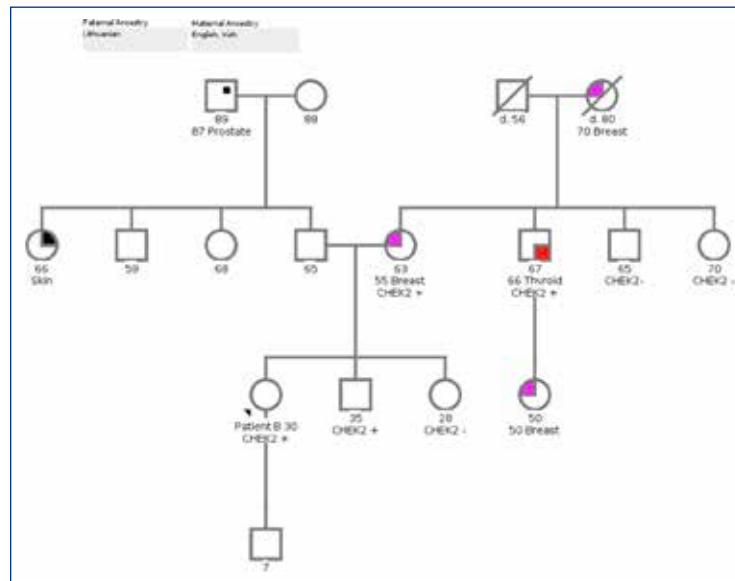 Paternal Ancestry
Maternal Ancestry
Lithuanian
English, Irish
89
87 Prostate
88
d. 56
d. 80
70 Breast
66
Skin
59
68
65
63
55 Breast
CHEK2 +
67
66 Thyroid
CHEK2 +
65
CHEK2-
70
CHEK2 -
Patient B 30
CHEK2 +
35
CHEK2 +
28
CHEK2 -
50
50 Breast
7